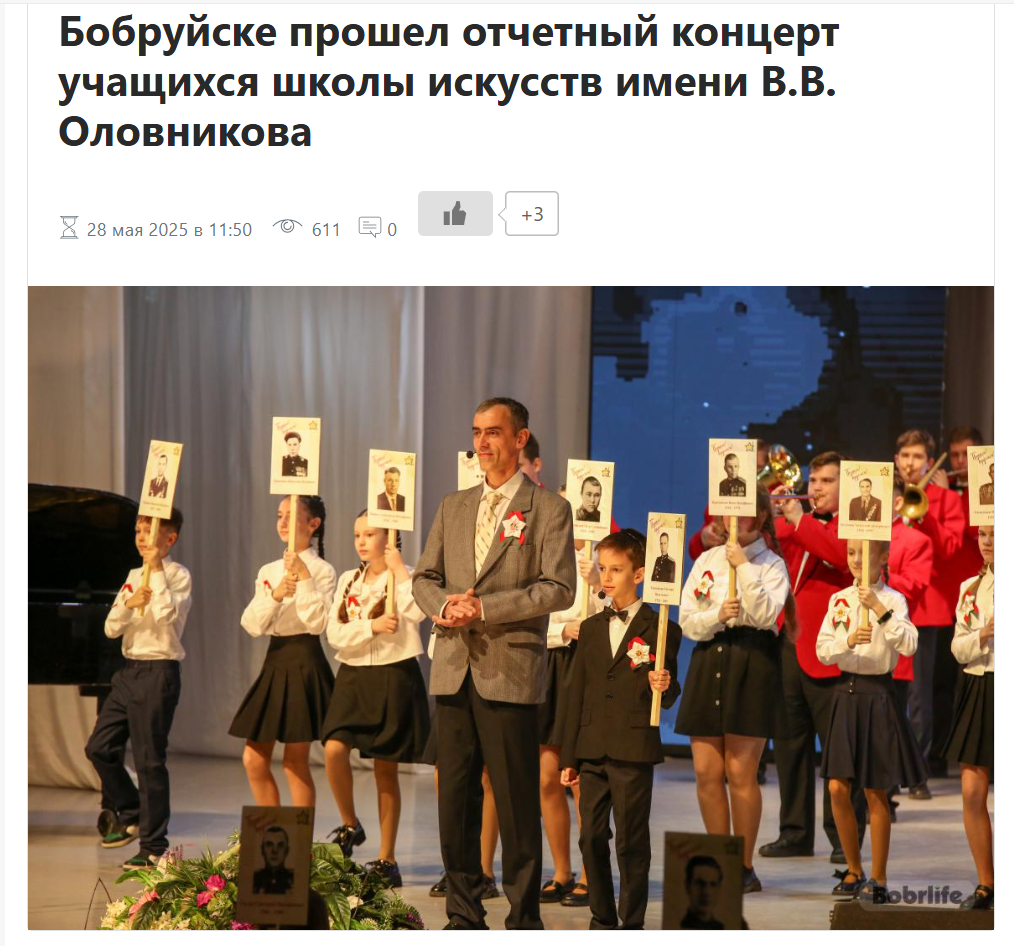 Бобруйске прошел отчетный концерт
учащихся школы искусств имени В.В.
Оловникова
28 мая 2025 в 11:50 611 0 +3
Bobrlife